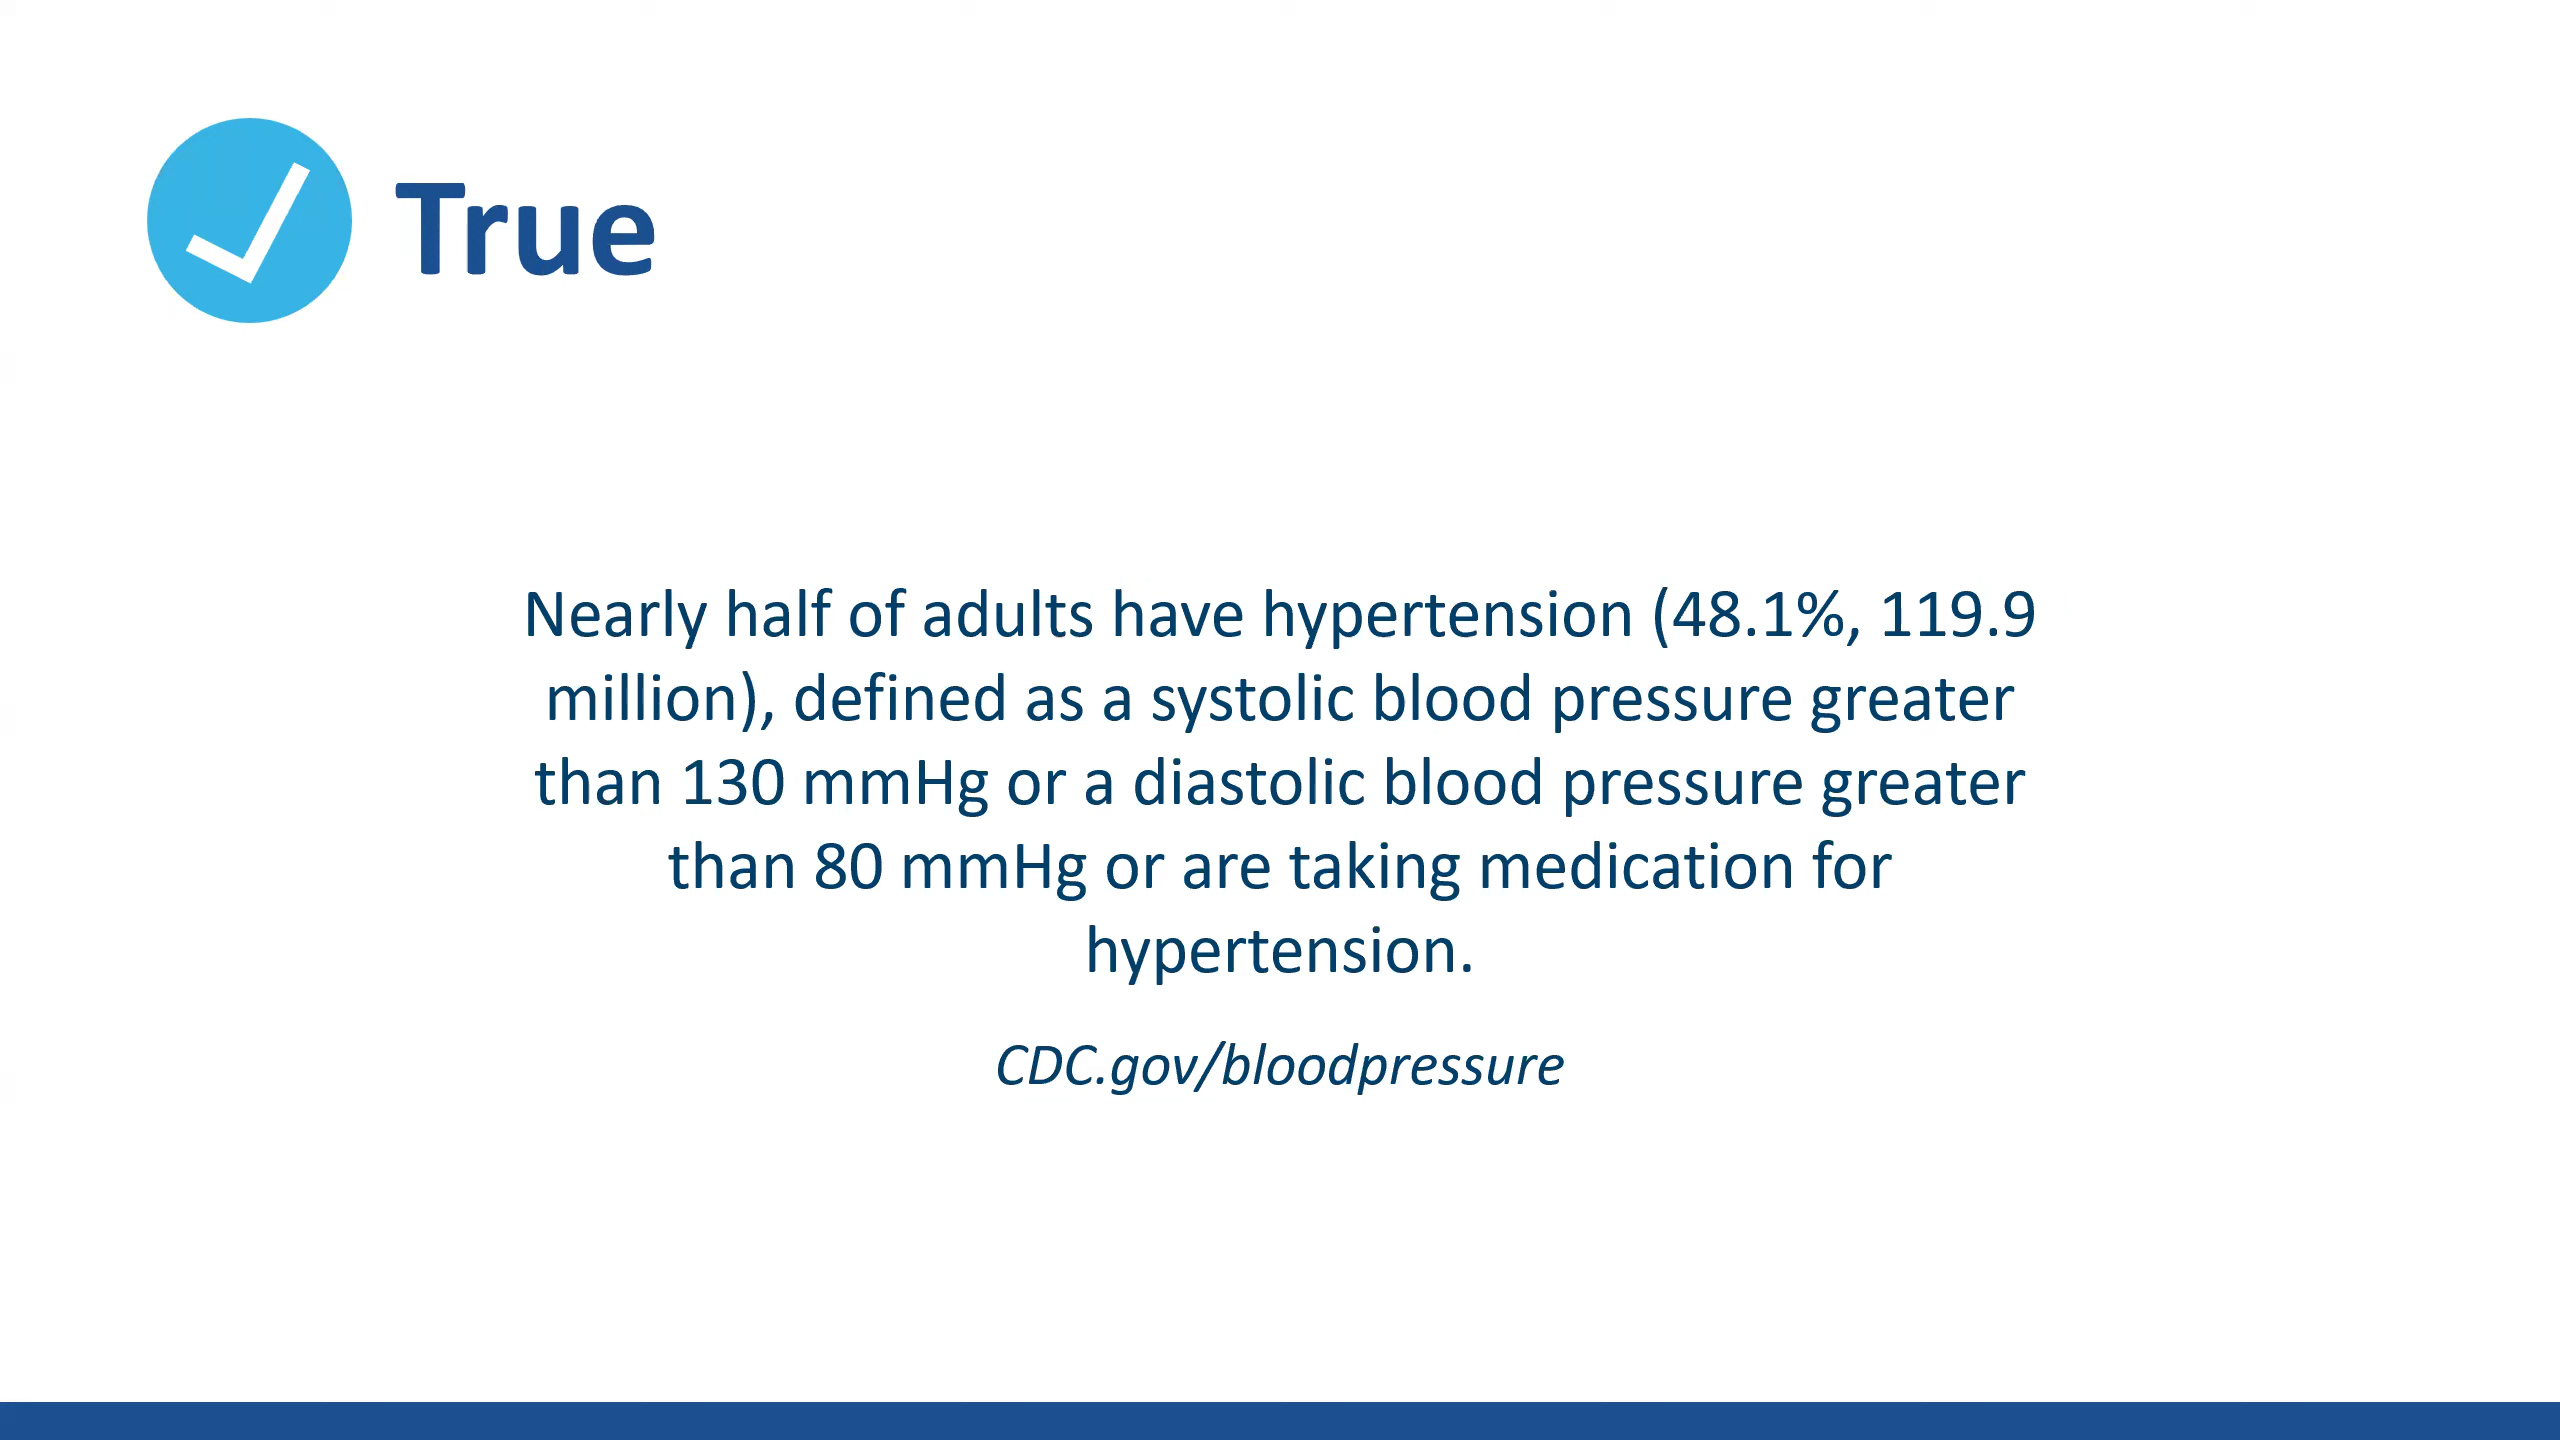 True
Nearly half of adults have hypertension (48.1%, 119.9
million), defined as a systolic blood pressure greater
than 130 mmHg or a diastolic blood pressure greater
than 80 mmHg or are taking medication for
hypertension.
CDC.gov/bloodpressure